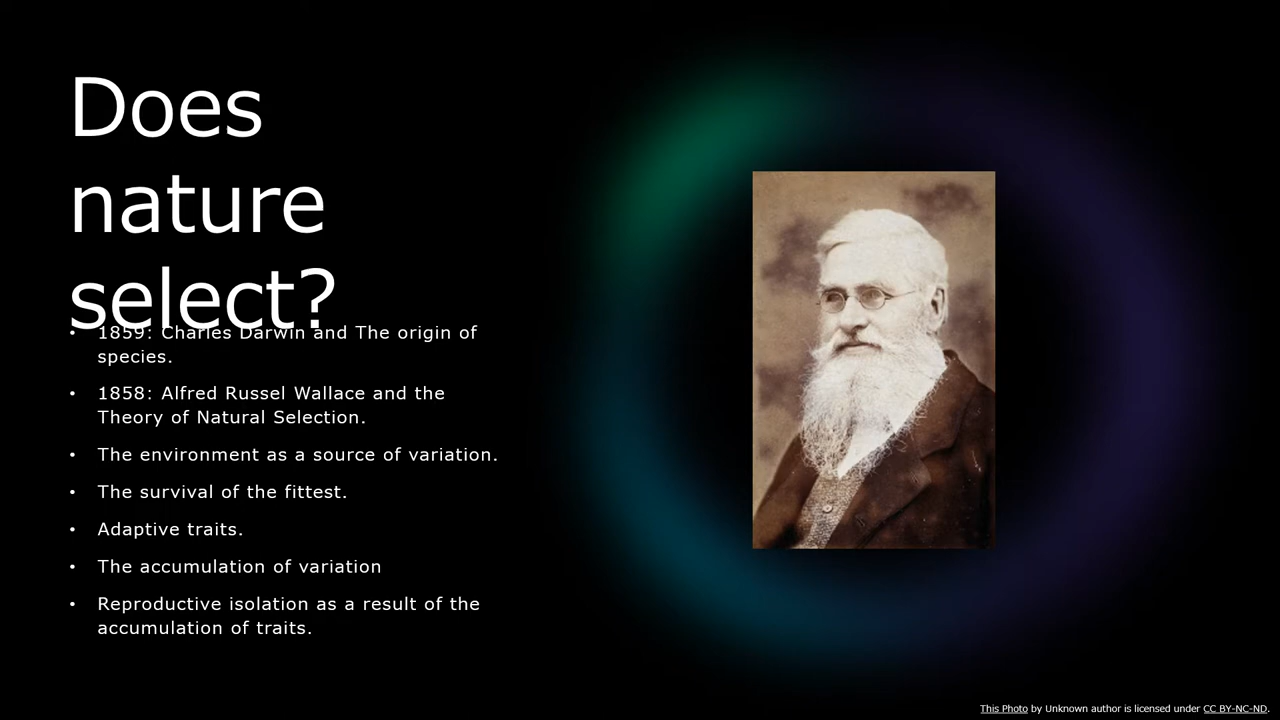 Does
nature
select?
• 1859: Charles Darwin and The origin of
species.
• 1858: Alfred Russel Wallace and the
Theory of Natural Selection.
• The environment as a source of variation.
• The survival of the fittest.
• Adaptive traits.
• The accumulation of variation
• Reproductive isolation as a result of the
accumulation of traits.
This Photo by Unknown author is licensed under CC BY-NC-ND.